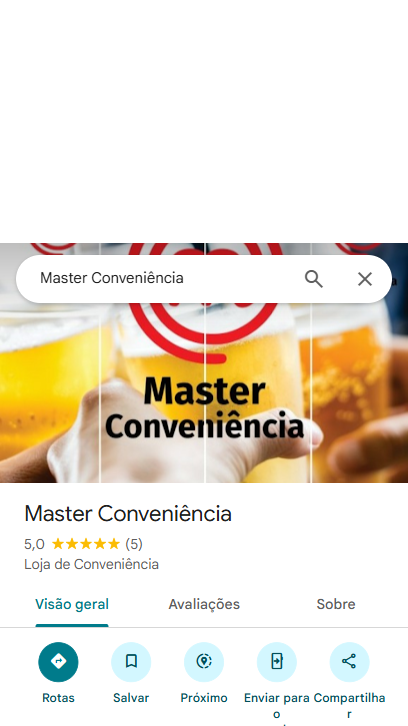 Master Conveniência
Master
Conveniência
Master Conveniência
5,0 (5)
Loja de Conveniência
Visão geral Avaliações Sobre
Rotas Salvar Próximo Enviar para o Compartilhar